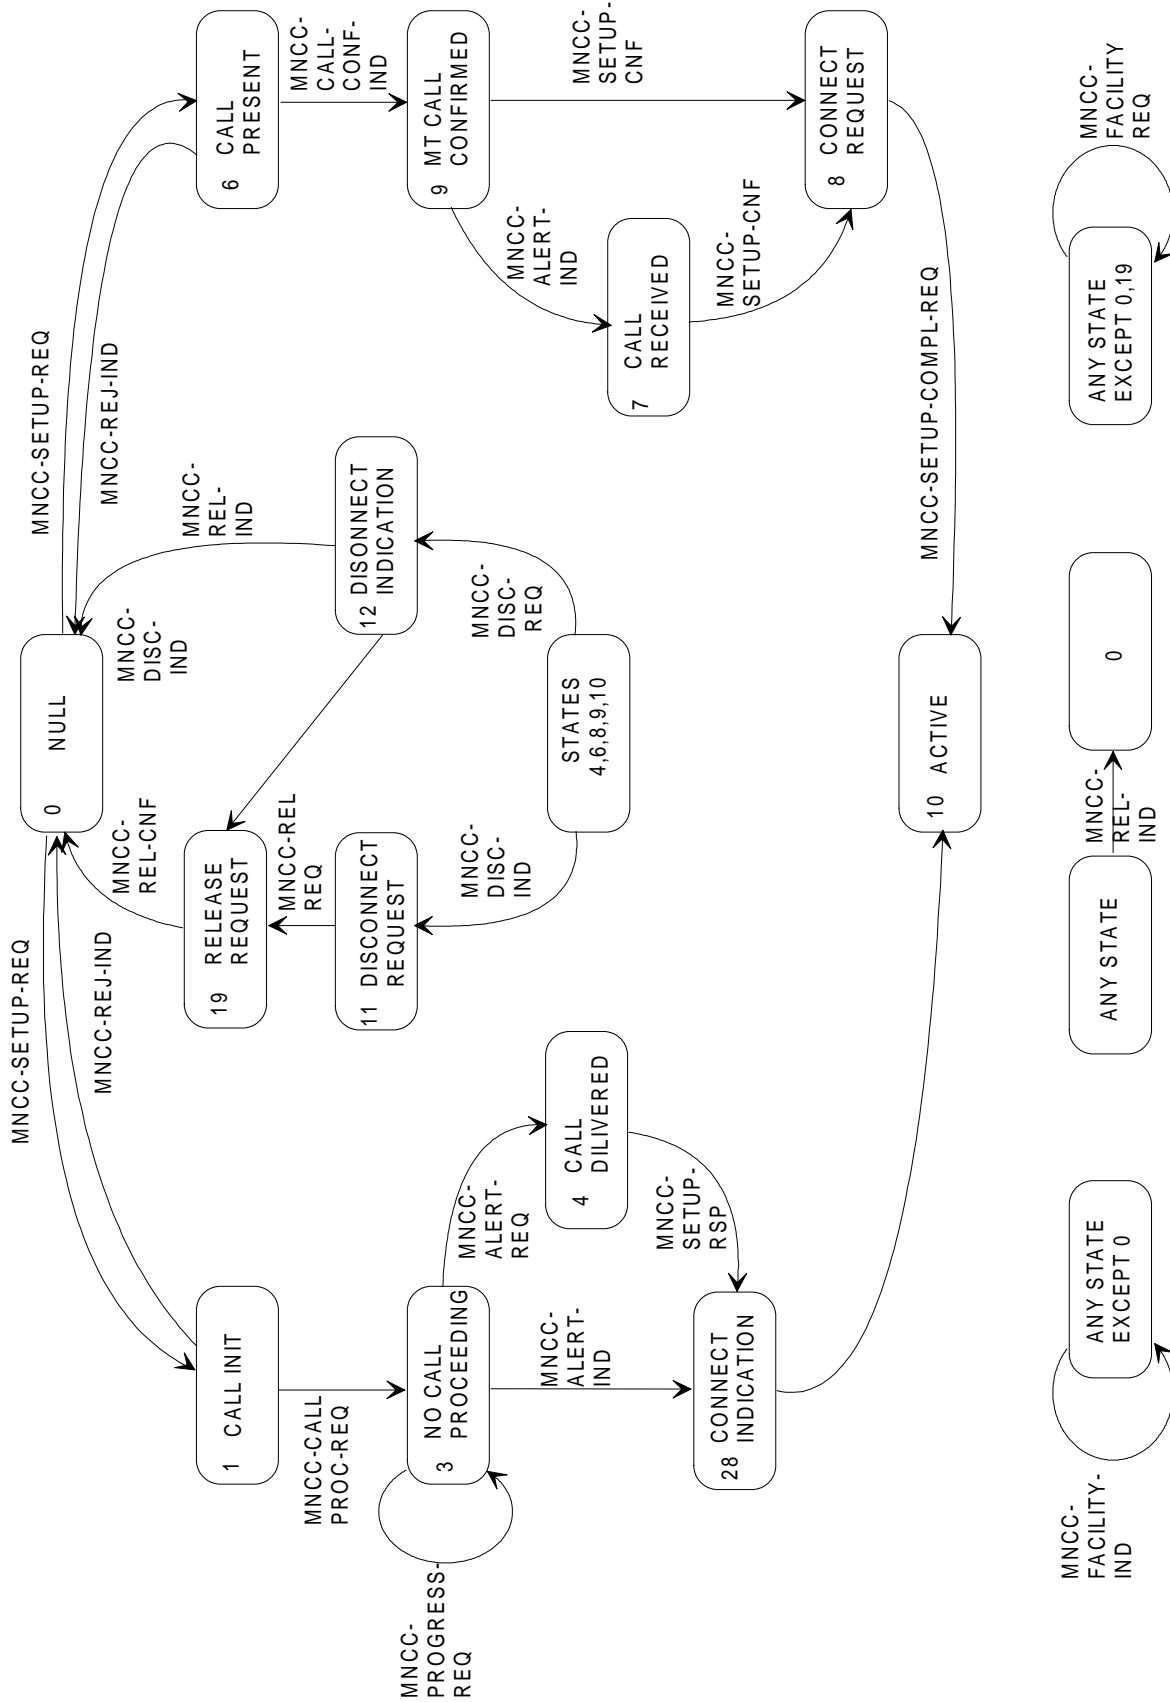 MNCC-SETUP-REQ
MNCC-REJ-IND
0 NULL
MNCC-SETUP-REQ
MNCC-REJ-IND
1 CALL INIT
MNCC-
REL-CNF
MNCC-
DISC-
IND
MNCC-
REL-
IND
6 CALL
PRESENT
19 RELEASE
REQUEST
MNCC-CALL
PROC-REQ
MNCC-REL
REQ
MNCC-
CALL-
CONF-
IND
MNCC-
PROGRESS-
REQ
3 NO CALL
PROCEEDING
11 DISCONNECT
REQUEST
12 DISONNECT
INDICATION
9 MT CALL
CONFIRMED
MNCC-
ALERT-
REQ
MNCC-
DISC-
IND
MNCC-
DISC-
REQ
MNCC-
ALERT-
IND
MNCC-
ALERT-
IND
4 CALL
DILIVERED
STATES
4,6,8,9,10
MNCC-
SETUP-
CNF
7 CALL
RECEIVED
MNCC-
SETUP-
RSP
MNCC-
SETUP-CNF
28 CONNECT
INDICATION
8 CONNECT
REQUEST
10 ACTIVE
MNCC-SETUP-COMPL-REQ
MNCC-
FACILITY-
IND
ANY STATE
EXCEPT 0
ANY STATE
MNCC-
REL-
IND
0
ANY STATE
EXCEPT 0,19
MNCC-
FACILITY
REQ